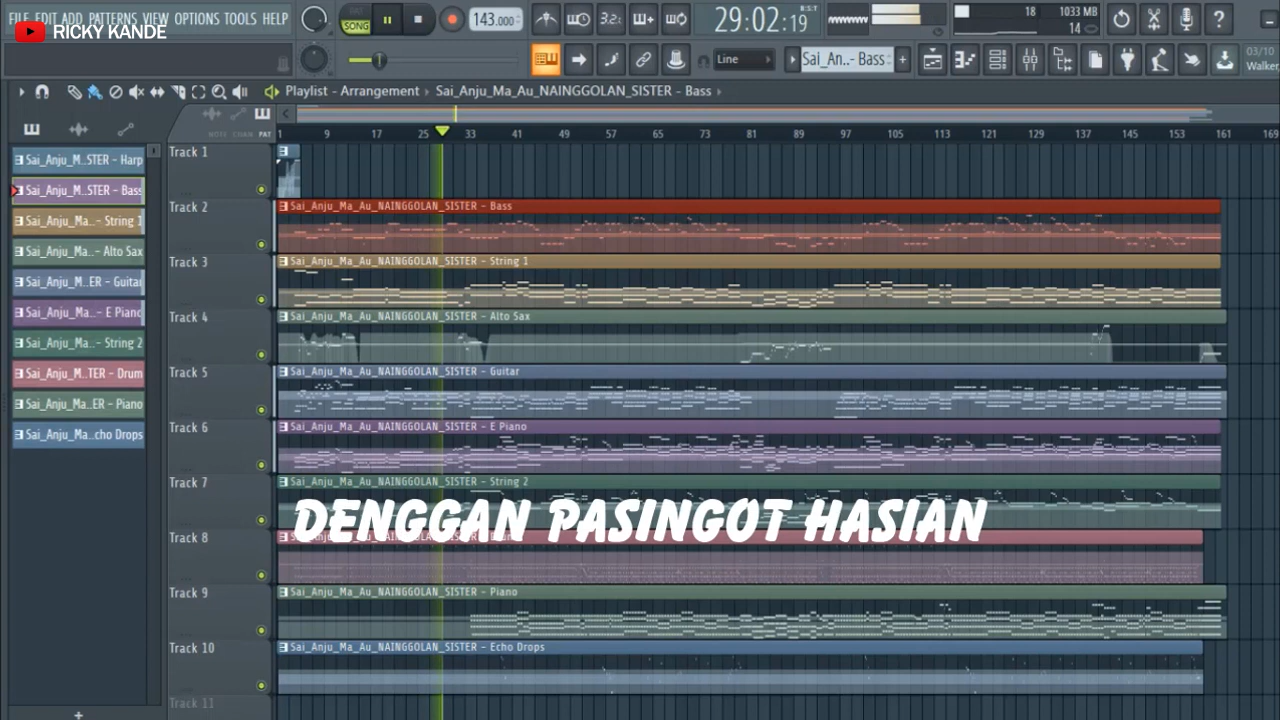 FILE EDIT ADD PATTERNS VIEW OPTIONS TOOLS HELP
RICKY KANDE
SONG
143.000
3.2
29:02:19
B:S:T
18
1033 MB
14
Line
Sai_An..- Bass
03/10
Walker
Playlist - Arrangement › Sai_Anju_Ma_Au_NAINGGOLAN_SISTER - Bass ›
NOTE CHAN PAT
1 9 17 25 33 41 49 57 65 73 81 89 97 105 113 121 129 137 145 153 161 169
Sai_Anju_M..STER - Harp
Sai_Anju_M..STER - Bass
Sai_Anju_Ma..- String 1
Sai_Anju_Ma..- Alto Sax
Sai_Anju_M..ER - Guitar
Sai_Anju_Ma..- E Piano
Sai_Anju_Ma..- String 2
Sai_Anju_M..TER - Drum
Sai_Anju_Ma..ER - Piano
Sai_Anju_Ma..cho Drops
Track 1
Track 2
Sai_Anju_Ma_Au_NAINGGOLAN_SISTER - Bass
Track 3
Sai_Anju_Ma_Au_NAINGGOLAN_SISTER - String 1
Track 4
Sai_Anju_Ma_Au_NAINGGOLAN_SISTER - Alto Sax
Track 5
Sai_Anju_Ma_Au_NAINGGOLAN_SISTER - Guitar
Track 6
Sai_Anju_Ma_Au_NAINGGOLAN_SISTER - E Piano
Track 7
Sai_Anju_Ma_Au_NAINGGOLAN_SISTER - String 2
DENGGAN PASINGOT HASIAN
Track 8
Track 9
Sai_Anju_Ma_Au_NAINGGOLAN_SISTER - Piano
Track 10
Sai_Anju_Ma_Au_NAINGGOLAN_SISTER - Echo Drops
Track 11